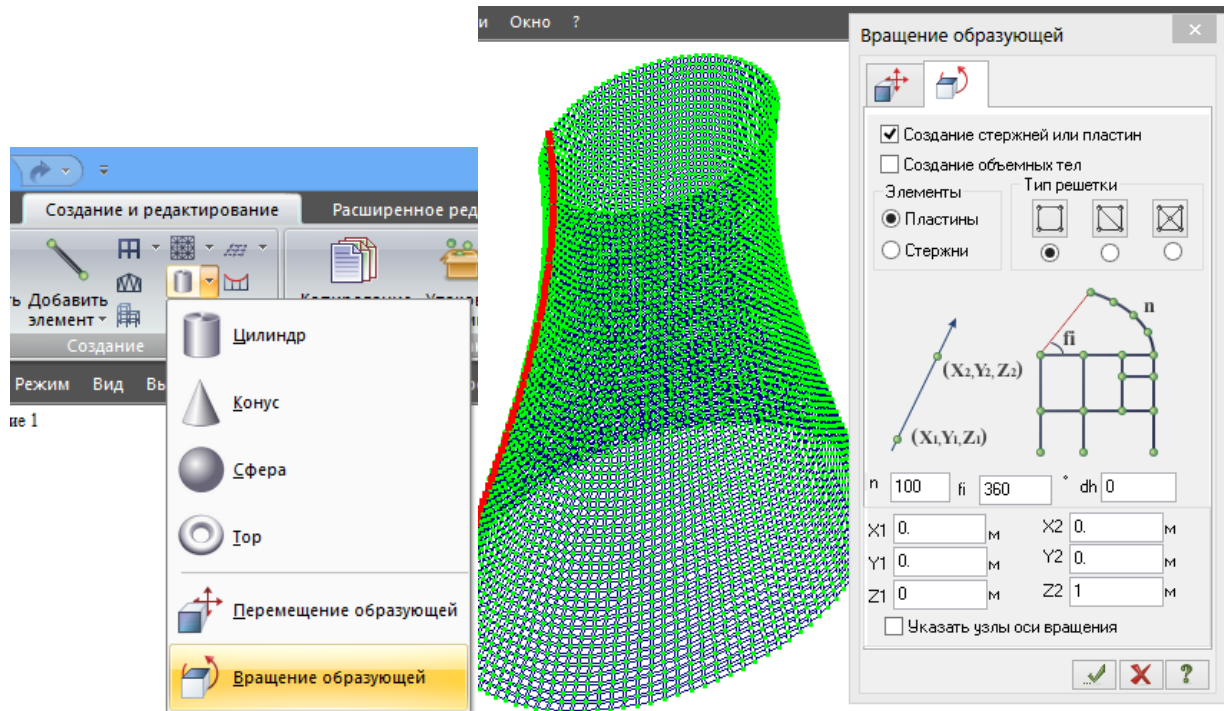 и Окно ?
Вращение образующей
Создание стержней или пластин
Создание объемных тел
Элементы
Тип решетки
Пластины
Стержни
n
fi
(X2,Y2,Z2)
(X1,Y1,Z1)
n 100 fi 360 ° dh 0
X1 0. м X2 0. м
Y1 0. м Y2 0. м
Z1 0 м Z2 1 м
Указать узлы оси вращения
?
Создание и редактирование
Расширенное ред
Добавить
элемент
Создание
Режим Вид Вы
ие 1
Цилиндр
Конус
Сфера
Тор
Перемещение образующей
Вращение образующей